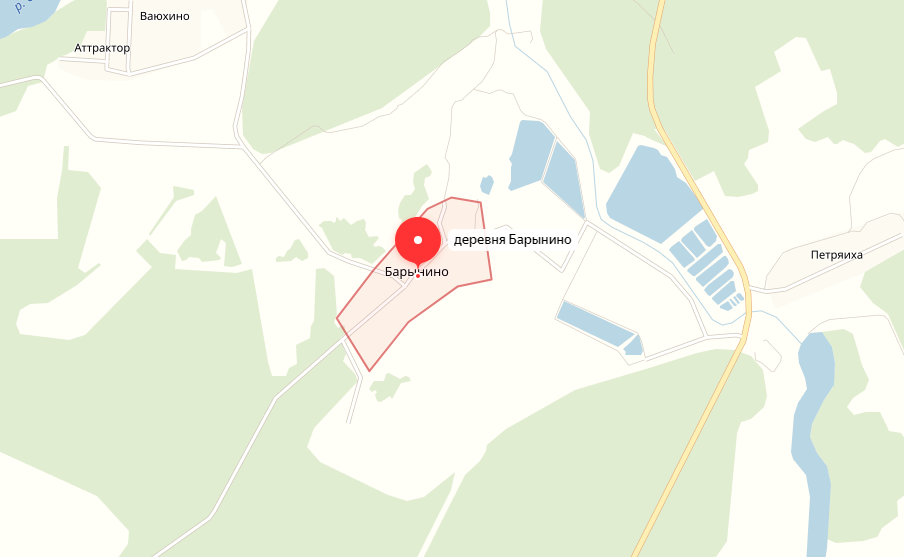 р.
Ваюхино
Аттрактор
деревня Барынино
Барынино
Петряиха